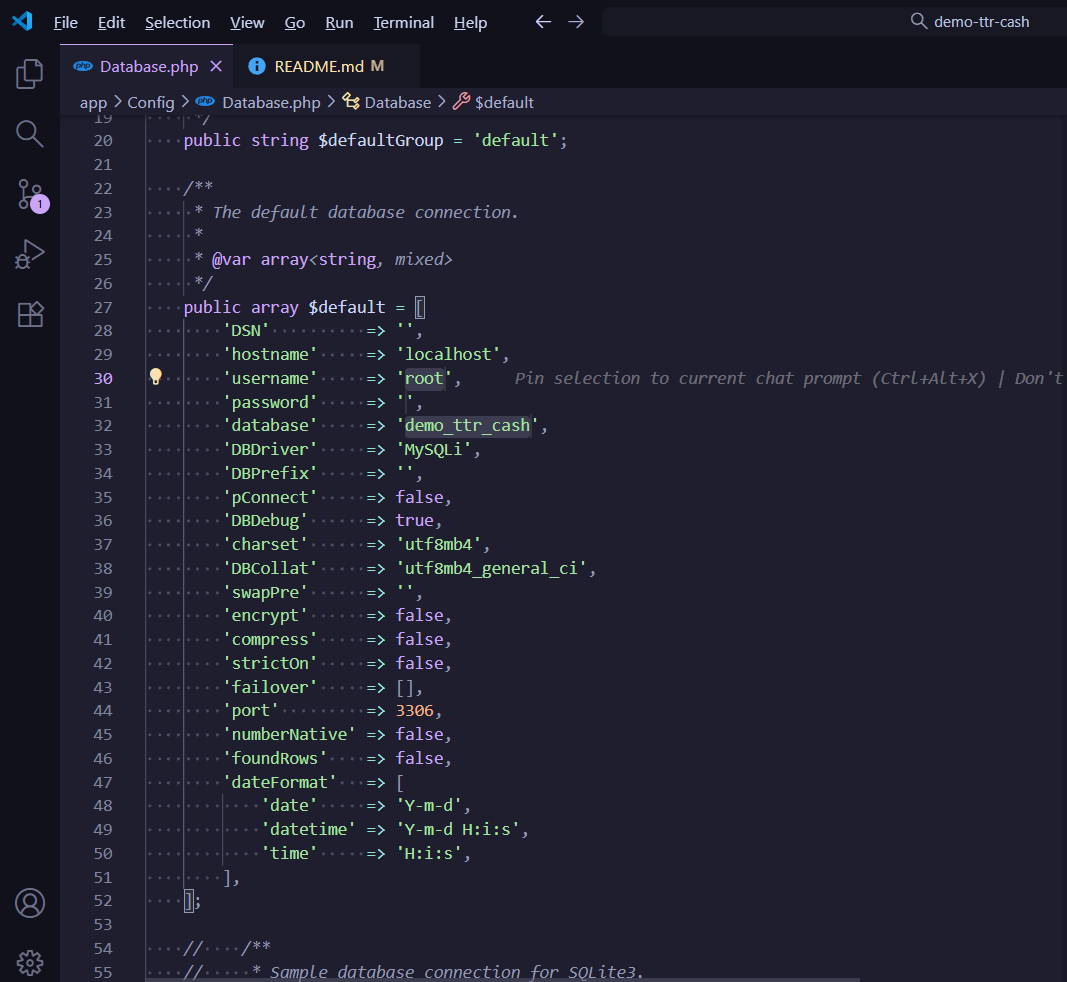 File Edit Selection View Go Run Terminal Help demo-ttr-cash
php Database.php README.md M
app > Config > php Database.php > Database > $default
19 */
20 public string $defaultGroup = 'default';
21
22 /**
23 * The default database connection.
24 *
25 * @var array<string, mixed>
26 */
27 public array $default = [
28 'DSN' => '',
29 'hostname' => 'localhost',
30 'username' => 'root', Pin selection to current chat prompt (Ctrl+Alt+X) | Don't
31 'password' => '',
32 'database' => 'demo_ttr_cash',
33 'DBDriver' => 'MySQLi',
34 'DBPrefix' => '',
35 'pConnect' => false,
36 'DBDebug' => true,
37 'charset' => 'utf8mb4',
38 'DBCollat' => 'utf8mb4_general_ci',
39 'swapPre' => '',
40 'encrypt' => false,
41 'compress' => false,
42 'strictOn' => false,
43 'failover' => [],
44 'port' => 3306,
45 'numberNative' => false,
46 'foundRows' => false,
47 'dateFormat' => [
48 'date' => 'Y-m-d',
49 'datetime' => 'Y-m-d H:i:s',
50 'time' => 'H:i:s',
51 ],
52 ];
53
54 // /**
55 // * Sample database connection for SQLite3.
1